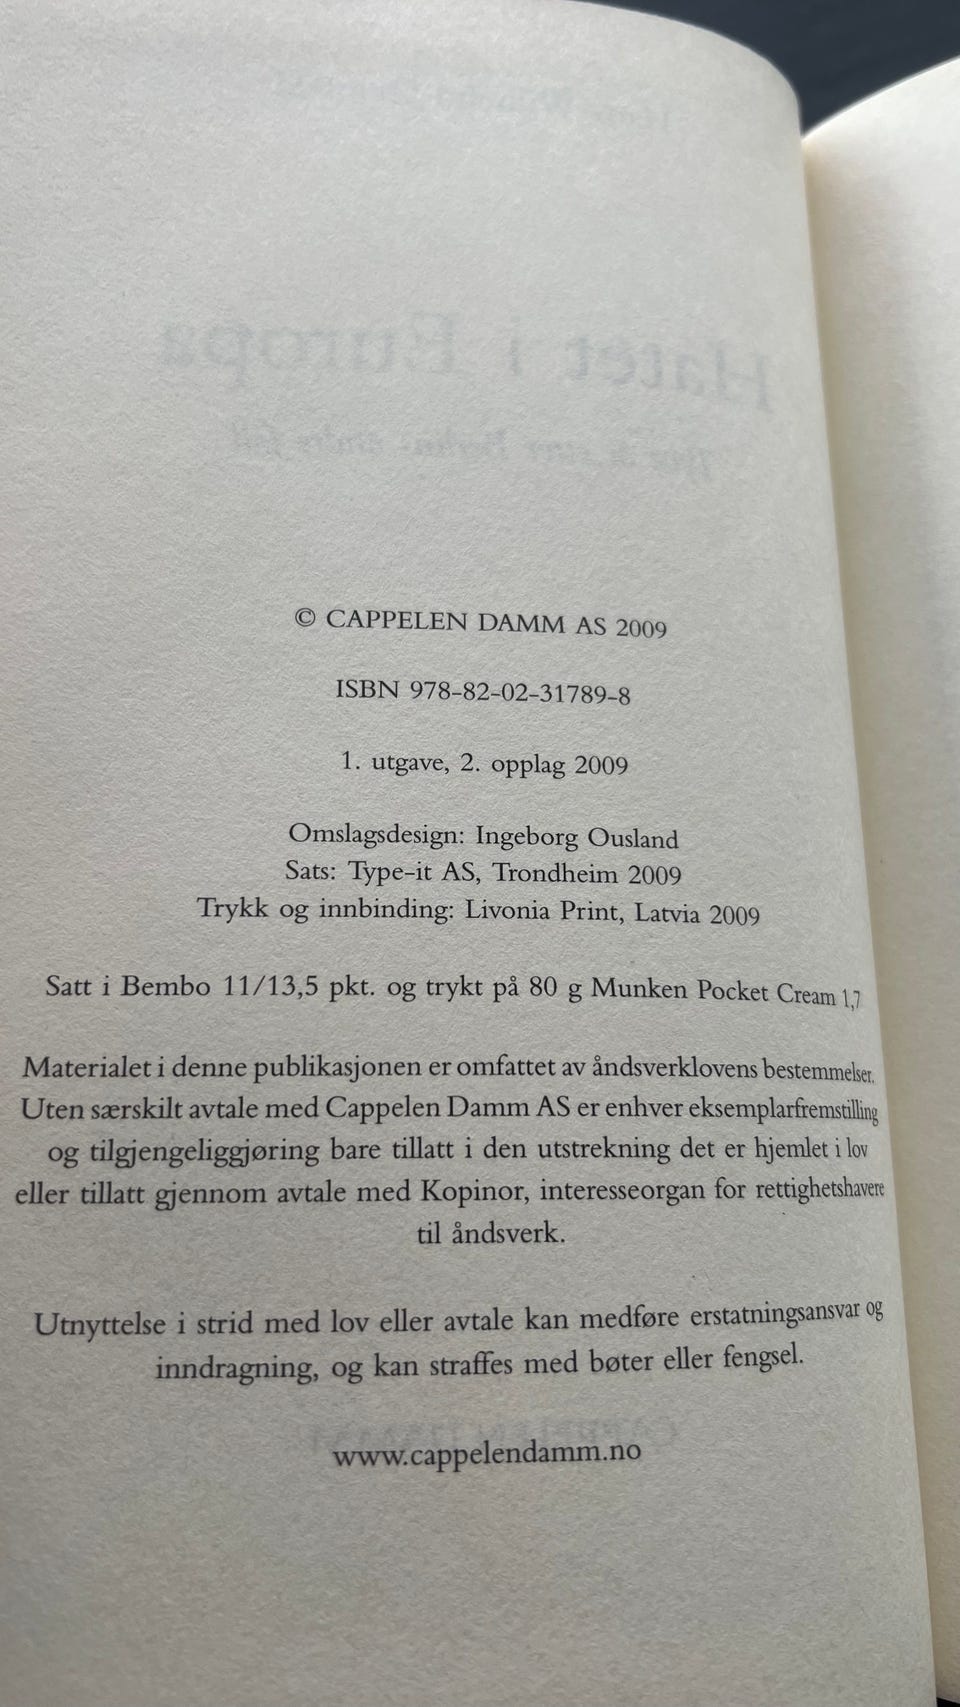 © CAPPELEN DAMM AS 2009
ISBN 978-82-02-31789-8
1. utgave, 2. opplag 2009
Omslagsdesign: Ingeborg Ousland
Sats: Type-it AS, Trondheim 2009
Trykk og innbinding: Livonia Print, Latvia 2009
Satt i Bembo 11/13,5 pkt. og trykt på 80 g Munken Pocket Cream 1,7
Materialet i denne publikasjonen er omfattet av åndsverklovens bestemmelser.
Uten særskilt avtale med Cappelen Damm AS er enhver eksemplarfremstilling
og tilgjengeliggjøring bare tillatt i den utstrekning det er hjemlet i lov
eller tillatt gjennom avtale med Kopinor, interesseorgan for rettighetshavere
til åndsverk.
Utnyttelse i strid med lov eller avtale kan medføre erstatningsansvar og
inndragning, og kan straffes med bøter eller fengsel.
www.cappelendamm.no